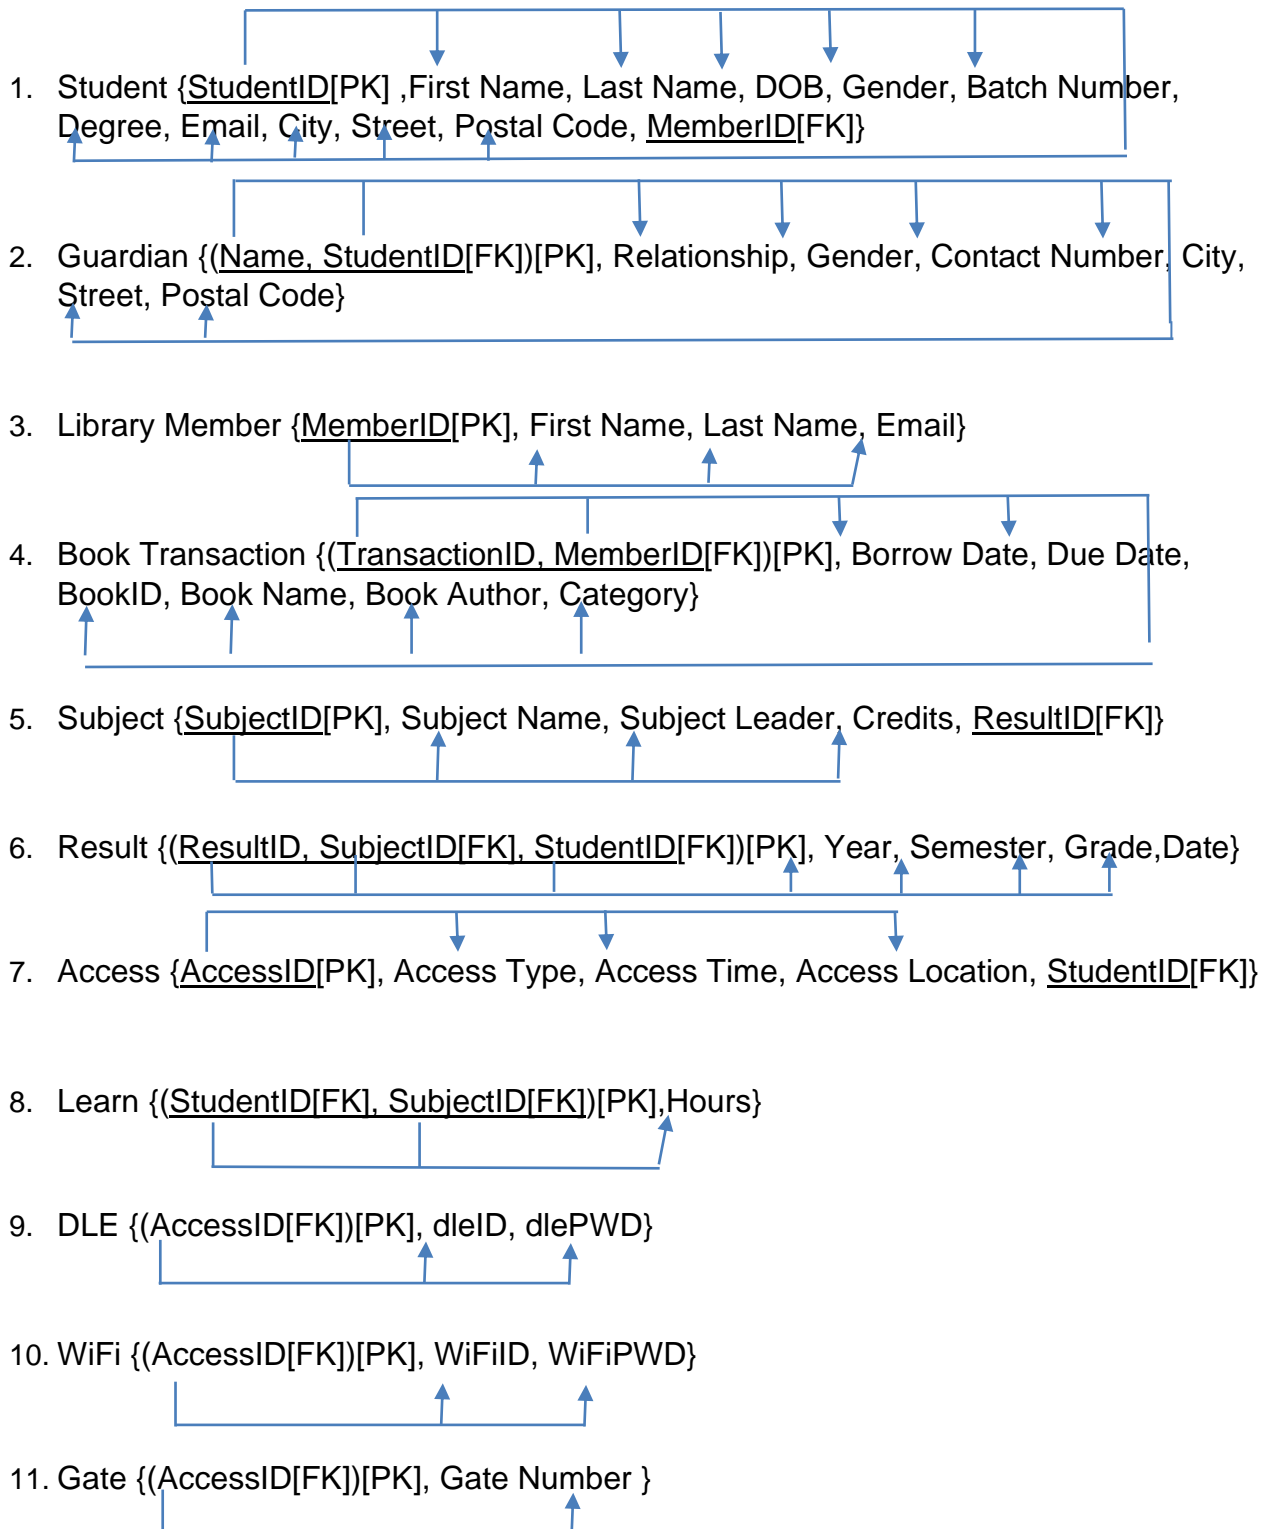 1. Student {StudentID[PK] ,First Name, Last Name, DOB, Gender, Batch Number,
Degree, Email, City, Street, Postal Code, MemberID[FK]}
2. Guardian {(Name, StudentID[FK])[PK], Relationship, Gender, Contact Number, City,
Street, Postal Code}
3. Library Member {MemberID[PK], First Name, Last Name, Email}
4. Book Transaction {(TransactionID, MemberID[FK])[PK], Borrow Date, Due Date,
BookID, Book Name, Book Author, Category}
5. Subject {SubjectID[PK], Subject Name, Subject Leader, Credits, ResultID[FK]}
6. Result {(ResultID, SubjectID[FK], StudentID[FK])[PK], Year, Semester, Grade,Date}
7. Access {AccessID[PK], Access Type, Access Time, Access Location, StudentID[FK]}
8. Learn {(StudentID[FK], SubjectID[FK])[PK],Hours}
9. DLE {(AccessID[FK])[PK], dleID, dlePWD}
10. WiFi {(AccessID[FK])[PK], WiFiID, WiFiPWD}
11. Gate {(AccessID[FK])[PK], Gate Number }